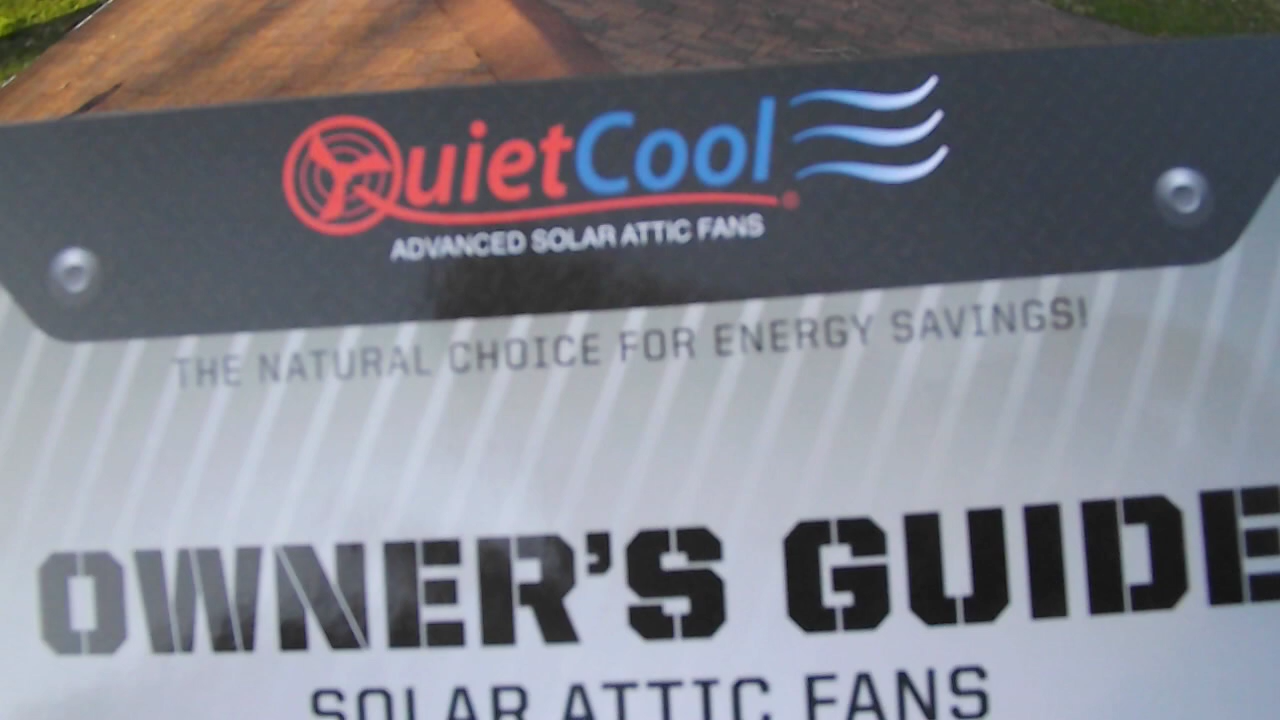 QuietCool®
ADVANCED SOLAR ATTIC FANS
THE NATURAL CHOICE FOR ENERGY SAVINGS!
OWNER'S GUIDE
SOLAR ATTIC FANS